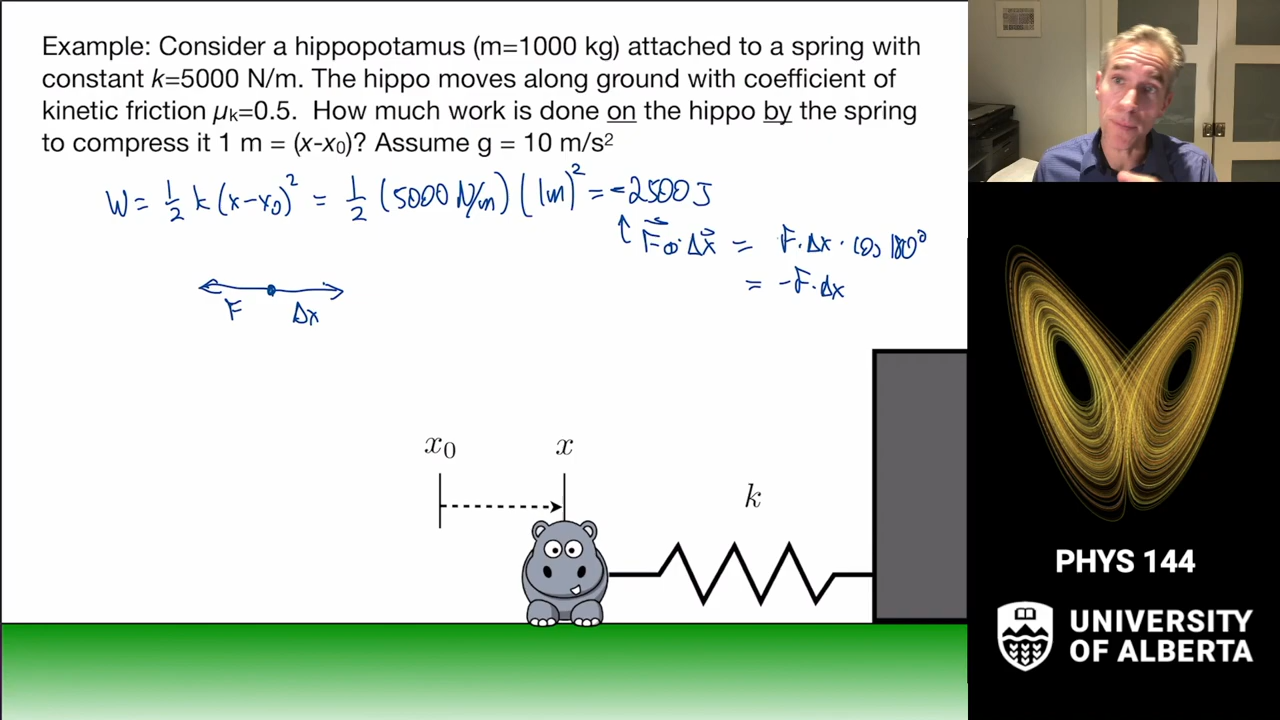 Example: Consider a hippopotamus (m=1000 kg) attached to a spring with
constant k=5000 N/m. The hippo moves along ground with coefficient of
kinetic friction μk=0.5. How much work is done on the hippo by the spring
to compress it 1 m = (x-x₀)? Assume g = 10 m/s²
W = 1/2 k (x-x₀)² = 1/2 (5000 N/m) (1m)² = -2500 J
↑ F⃗ · Δx⃗ = F·Δx · cos 180°
= -F·Δx
F Δx
x₀ x
k
PHYS 144
UNIVERSITY
OF ALBERTA